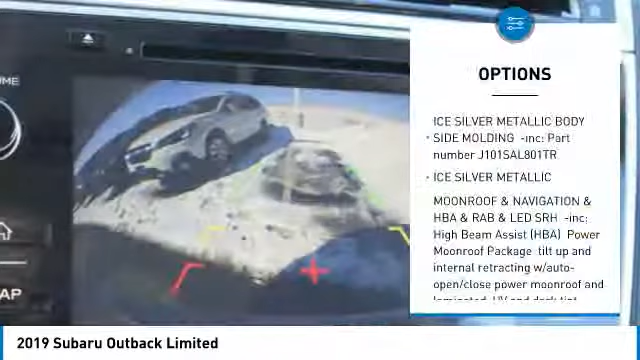 OPTIONS
ICE SILVER METALLIC BODY
• SIDE MOLDING -inc: Part
number J101SAL801TR
• ICE SILVER METALLIC
MOONROOF & NAVIGATION &
HBA & RAB & LED SRH -inc:
High Beam Assist (HBA) Power
Moonroof Package tilt up and
internal retracting w/auto-
open/close power moonroof and
2019 Subaru Outback Limited